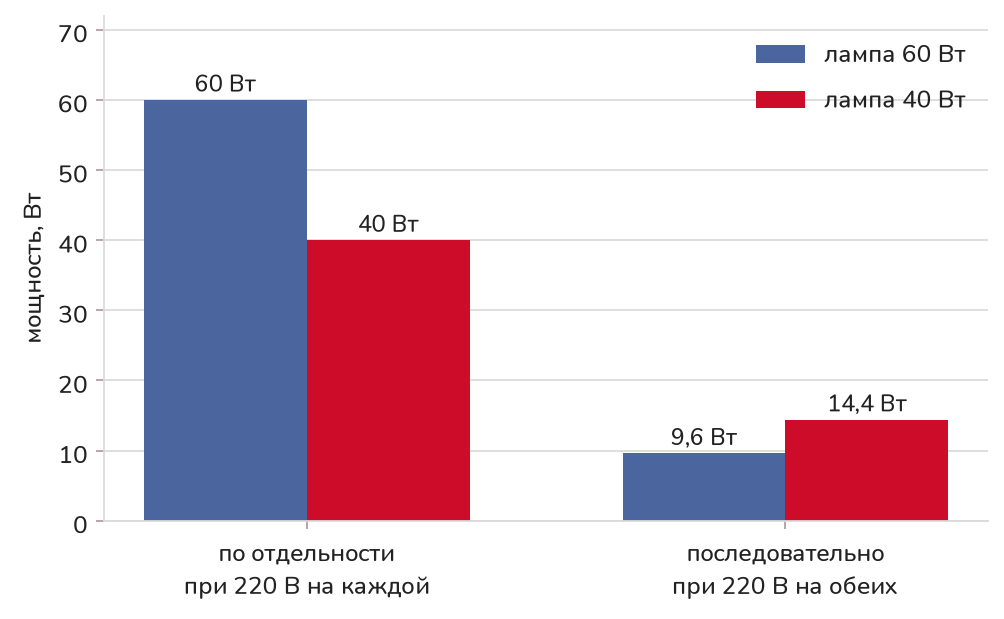 70
60
50
40
30
20
10
0
мощность, Вт
60 Вт
40 Вт
9,6 Вт
14,4 Вт
лампа 60 Вт
лампа 40 Вт
по отдельности
при 220 В на каждой
последовательно
при 220 В на обеих